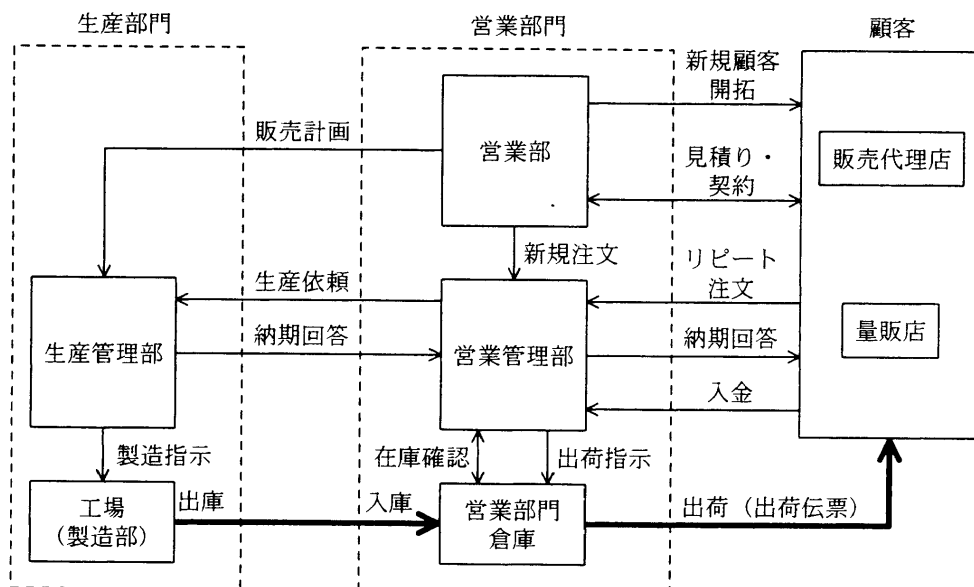 生産部門
営業部門
顧客
新規顧客
開拓
販売計画
営業部
販売代理店
見積り・
契約
新規注文
リピート
注文
生産依頼
生産管理部
納期回答
営業管理部
納期回答
量販店
入金
製造指示
在庫確認
出荷指示
工場
(製造部)
出庫
入庫
営業部門
倉庫
出荷(出荷伝票)